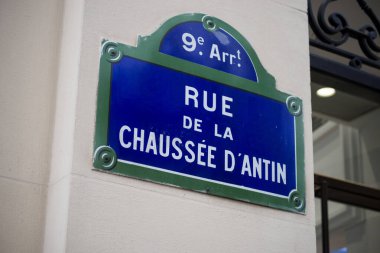 9e. Arrt.
RUE
DE LA
CHAUSSÉE D'ANTIN